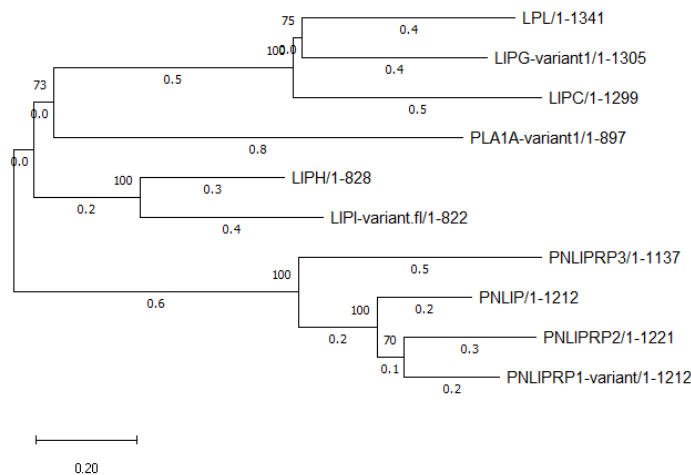 75
LPL/1-1341
0.4
100
0.0
LIPG-variant1/1-1305
0.4
73
0.5
LIPC/1-1299
0.5
0.0
PLA1A-variant1/1-897
0.8
0.0
100
LIPH/1-828
0.3
0.2
LIPI-variant.fl/1-822
0.4
PNLIPRP3/1-1137
100
0.5
0.6
PNLIP/1-1212
100
0.2
0.2
70
PNLIPRP2/1-1221
0.3
0.1
PNLIPRP1-variant/1-1212
0.2
0.20